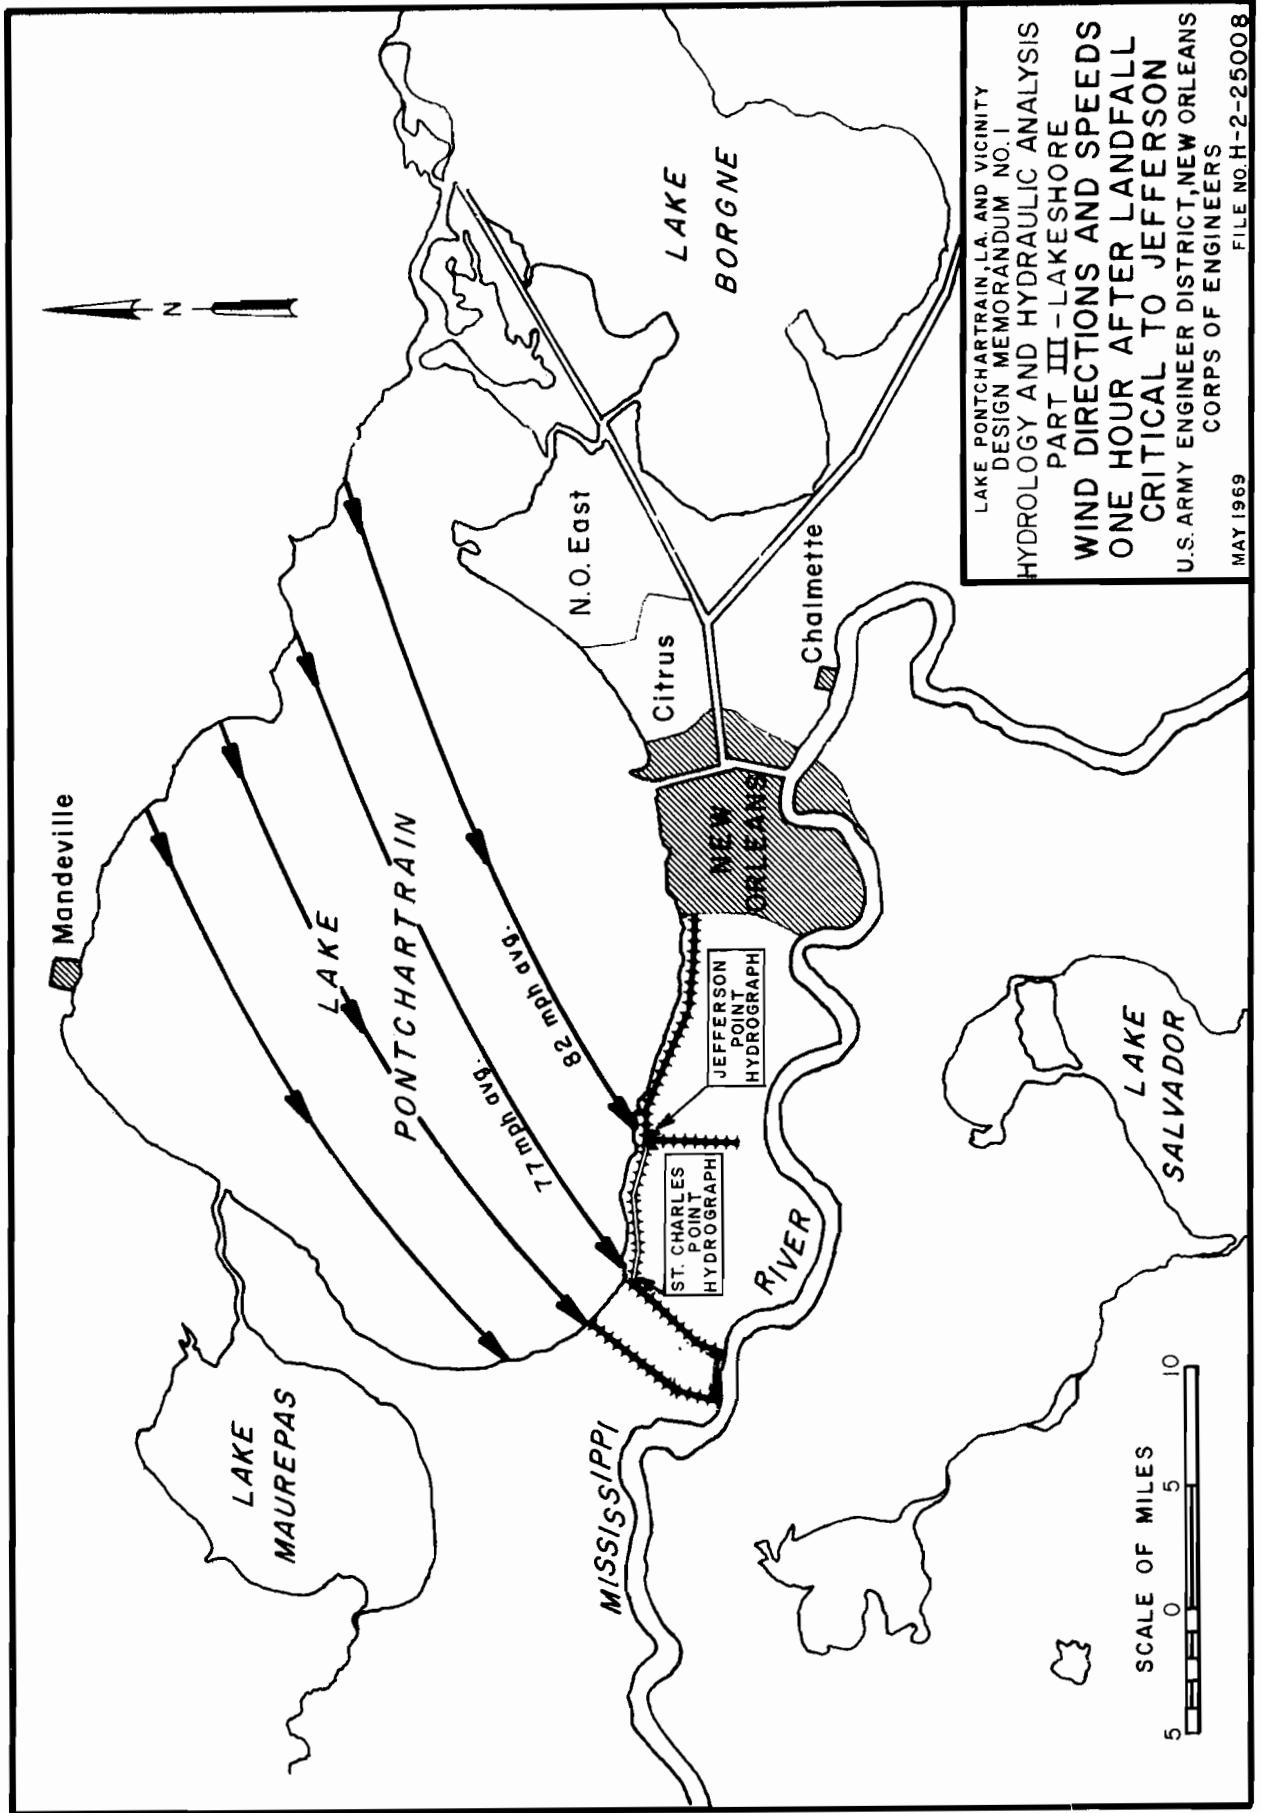 Mandeville
LAKE
PONTCHARTRAIN
77 mph avg.
82 mph avg.
LAKE
MAUREPAS
N
N.O. East
Citrus
Chalmette
NEW
ORLEANS
LAKE
BORGNE
JEFFERSON
POINT
HYDROGRAPH
ST. CHARLES
POINT
HYDROGRAPH
MISSISSIPPI
RIVER
LAKE
SALVADOR
SCALE OF MILES
5 0 5 10
LAKE PONTCHARTRAIN, LA. AND VICINITY
DESIGN MEMORANDUM NO. 1
HYDROLOGY AND HYDRAULIC ANALYSIS
PART III - LAKESHORE
WIND DIRECTIONS AND SPEEDS
ONE HOUR AFTER LANDFALL
CRITICAL TO JEFFERSON
U.S. ARMY ENGINEER DISTRICT, NEW ORLEANS
CORPS OF ENGINEERS
MAY 1969 FILE NO. H-2-25008